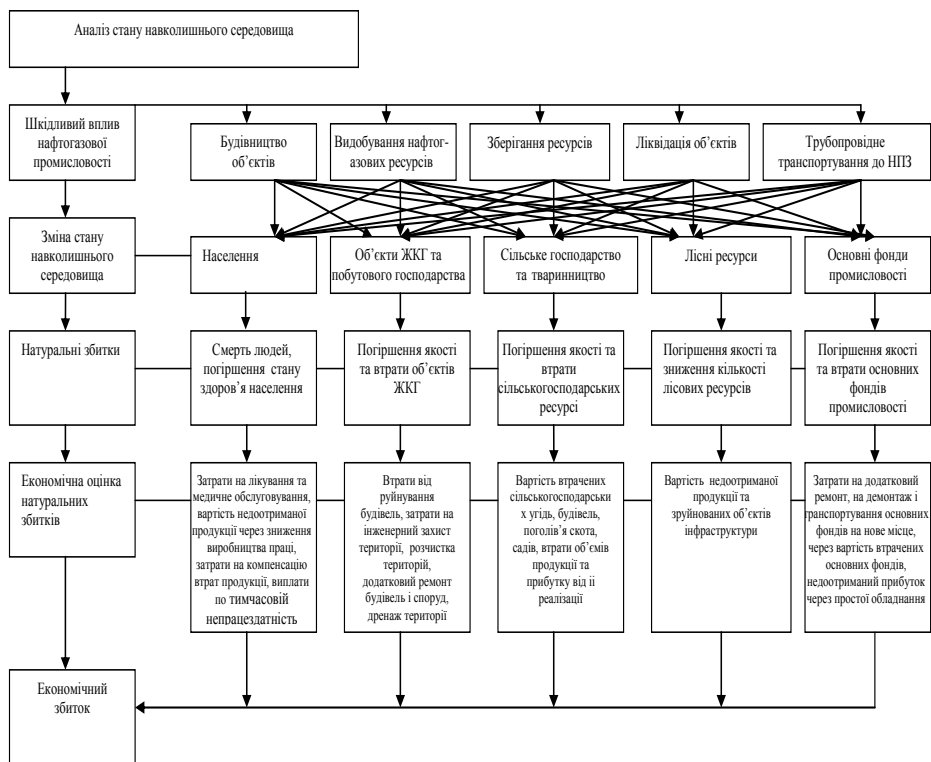 Аналіз стану навколишнього середовища
Шкідливий вплив
нафтогазової
промисловості
Будівництво
об’єктів
Видобування нафтог-
азових ресурсів
Зберігання ресурсів
Ліквідація об’єктів
Трубопровідне
транспортування до НПЗ
Зміна стану
навколишнього
середовища
Населення
Об’єкти ЖКГ та
побутового господарства
Сільське господарство
та тваринництво
Лісні ресурси
Основні фонди
промисловості
Натуральні збитки
Смерть людей,
погіршення стану
здоров’я населення
Погіршення якості
та втрати об’єктів
ЖКГ
Погіршення якості та
втрати
сільськогосподарських
ресурсі
Погіршення якості та
зниження кількості
лісових ресурсів
Погіршення якості
та втрати основних
фондів
промисловості
Економічна оцінка
натуральних
збитків
Затрати на лікування та
медичне обслуговування,
вартість недоотриманої
продукції через зниження
виробництва праці,
затрати на компенсацію
втрат продукції, виплати
по тимчасовій
непрацездатність
Втрати від
руйнування
будівель, затрати на
інженерний захист
території, розчистка
територій,
додатковий ремонт
будівель і споруд,
дренаж території
Вартість втрачених
сільськогосподарськи
х угідь, будівель,
поголів’я скота,
садів, втрати об’ємів
продукції та
прибутку від іі
реалізації
Вартість недоотриманої
продукції та
зруйнованих об’єктів
інфраструктури
Затрати на додатковий
ремонт, на демонтаж і
транспортування основних
фондів на нове місце,
через вартість втрачених
основних фондів,
недоотриманий прибуток
через простої обладнання
Економічний
збиток